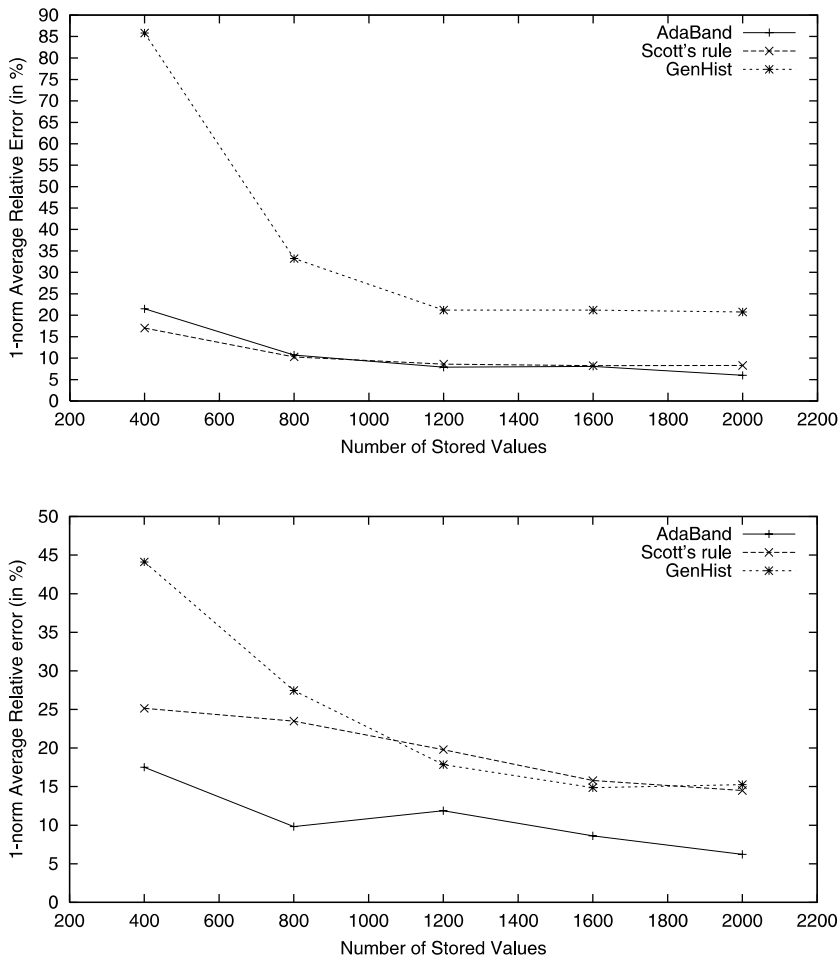 90
85
80
75
70
65
60
55
50
45
40
35
30
25
20
15
10
5
0
1-norm Average Relative Error (in %)
AdaBand
Scott's rule
GenHist
200 400 600 800 1000 1200 1400 1600 1800 2000 2200
Number of Stored Values
50
45
40
35
30
25
20
15
10
5
0
1-norm Average Relative error (in %)
AdaBand
Scott's rule
GenHist
200 400 600 800 1000 1200 1400 1600 1800 2000 2200
Number of Stored Values